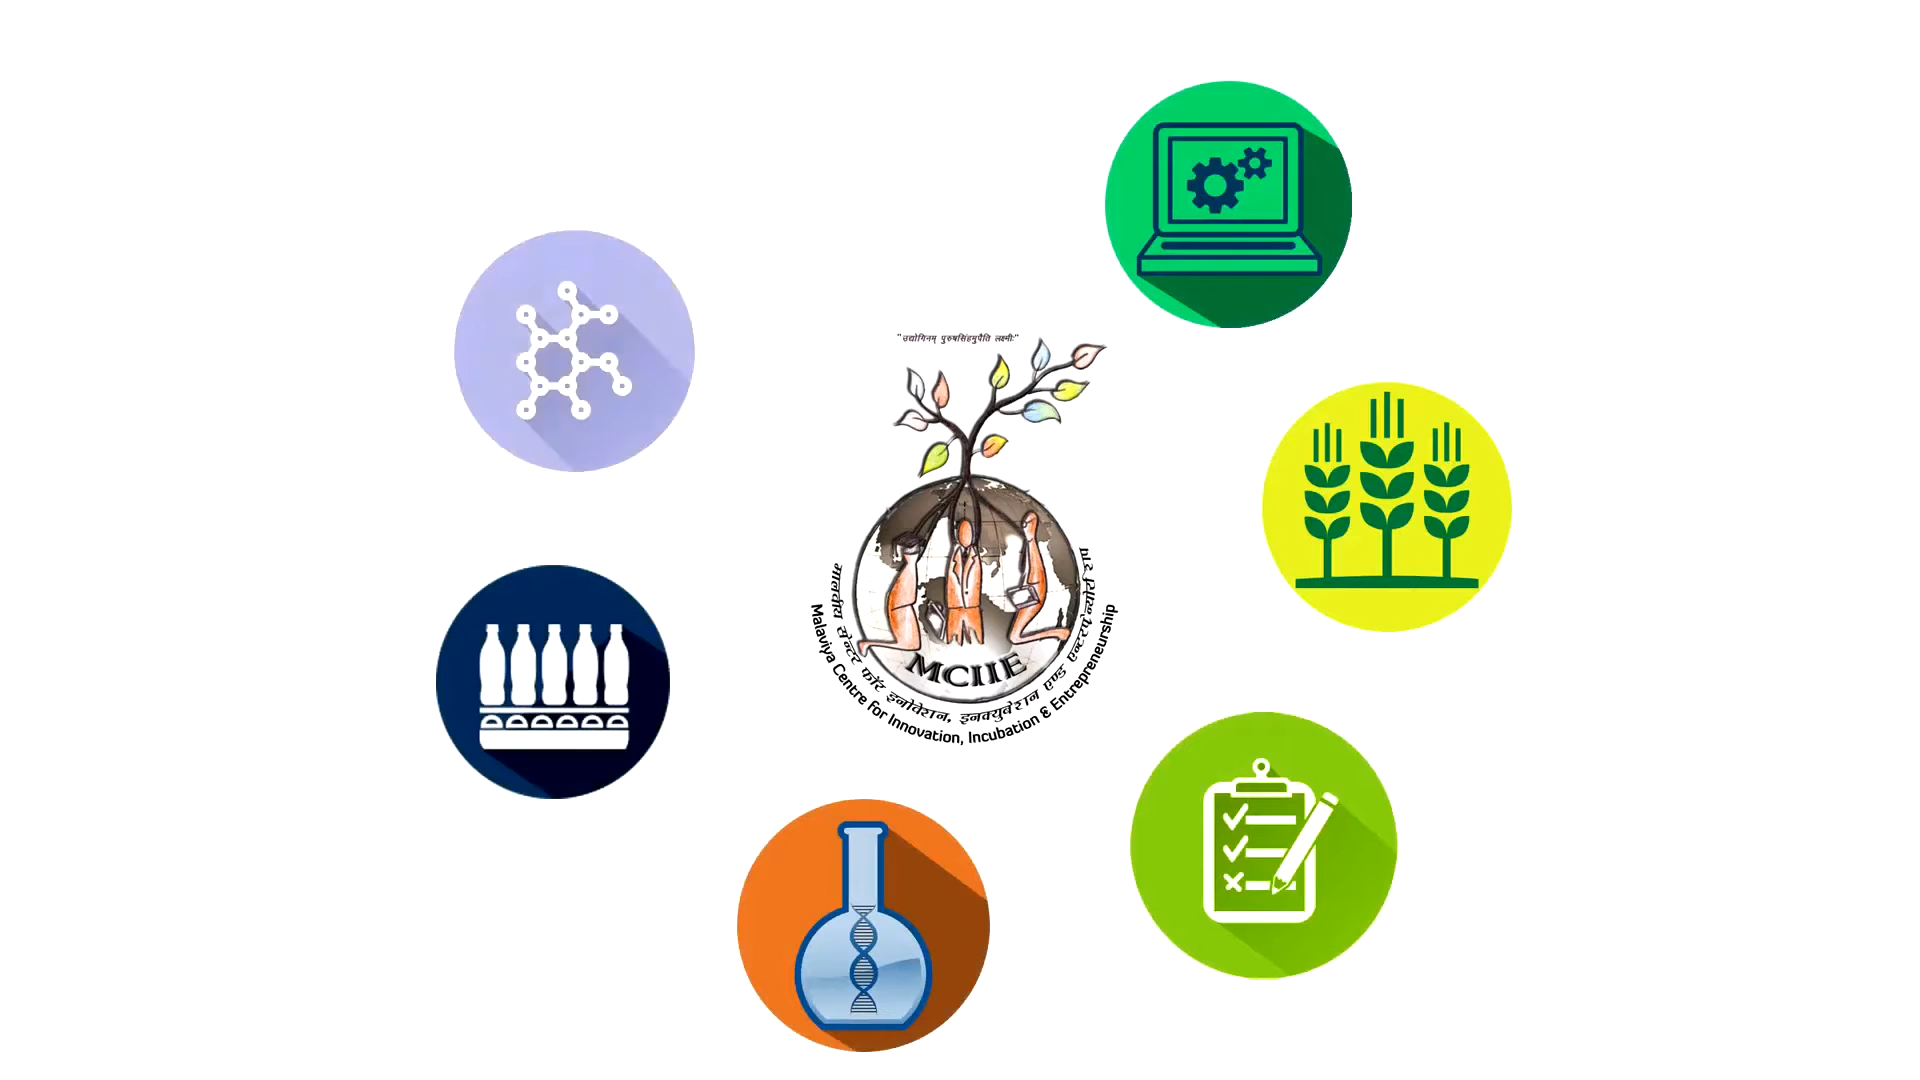 "उद्योगिनम् पुरुषसिंहमुपैति लक्ष्मीः"
MCIIE
मालवीय सेन्टर फॉर इनोवेशन, इनक्युबेशन एण्ड एन्टरप्रेन्योरशिप
Malaviya Centre for Innovation, Incubation & Entrepreneurship